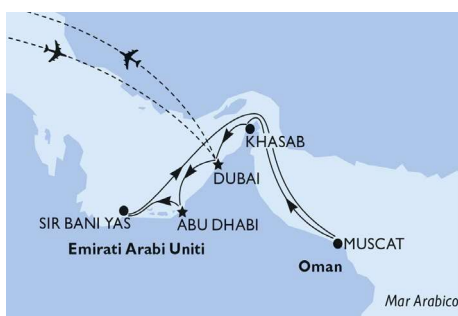 KHASAB
DUBAI
SIR BANI YAS
ABU DHABI
Emirati Arabi Uniti
MUSCAT
Oman
Mar Arabico